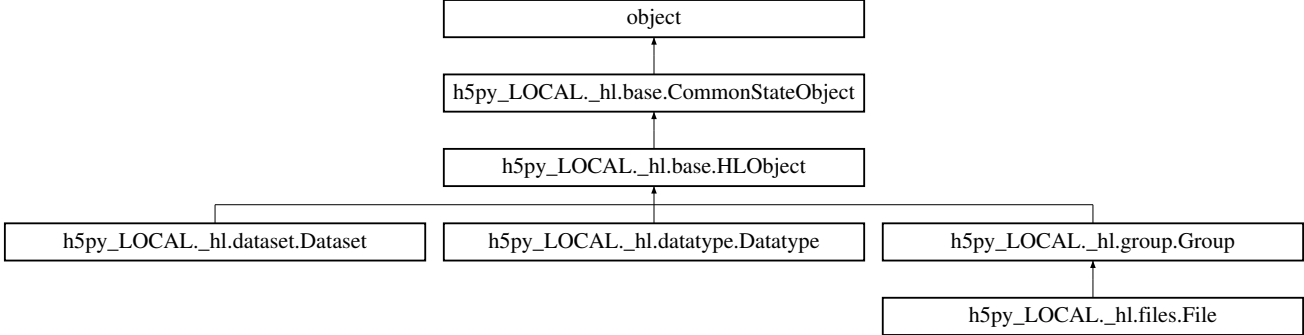 object
h5py_LOCAL._hl.base.CommonStateObject
h5py_LOCAL._hl.base.HLObject
h5py_LOCAL._hl.dataset.Dataset
h5py_LOCAL._hl.datatype.Datatype
h5py_LOCAL._hl.group.Group
h5py_LOCAL._hl.files.File